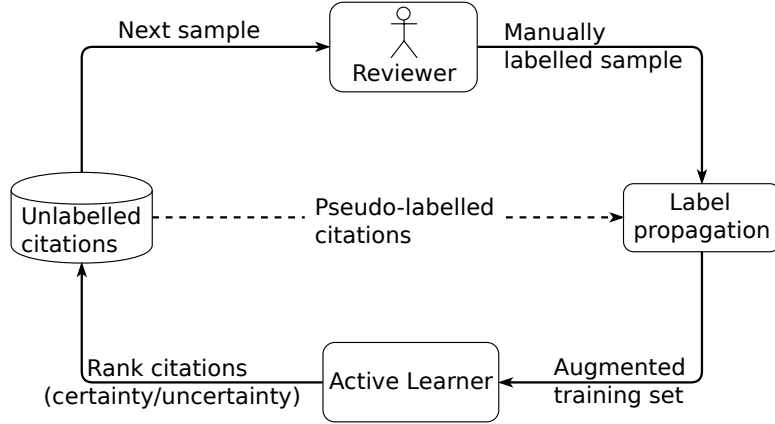 Next sample
Reviewer
Manually
labelled sample
Unlabelled
citations
Pseudo-labelled
citations
Label
propagation
Rank citations
(certainty/uncertainty)
Active Learner
Augmented
training set